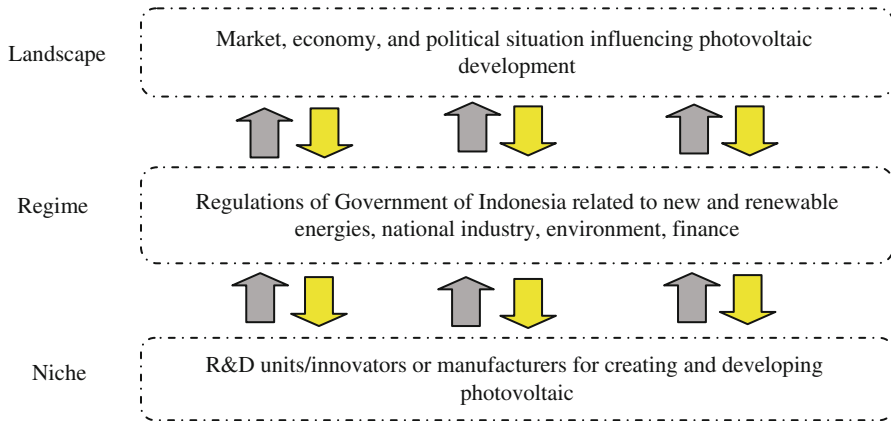 Landscape
Market, economy, and political situation influencing photovoltaic
development
Regime
Regulations of Government of Indonesia related to new and renewable
energies, national industry, environment, finance
Niche
R&D units/innovators or manufacturers for creating and developing
photovoltaic